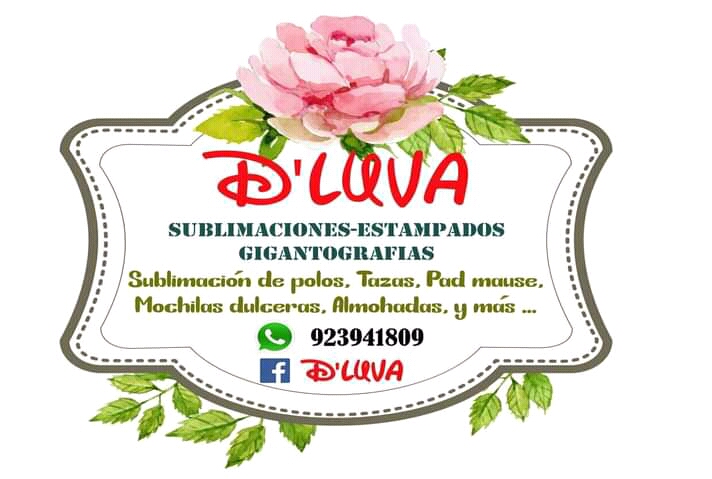 D'LUVA
SUBLIMACIONES-ESTAMPADOS
GIGANTOGRAFIAS
Sublimación de polos, Tazas, Pad mause,
Mochilas dulceras, Almohadas, y más ...
923941809
D'LUVA